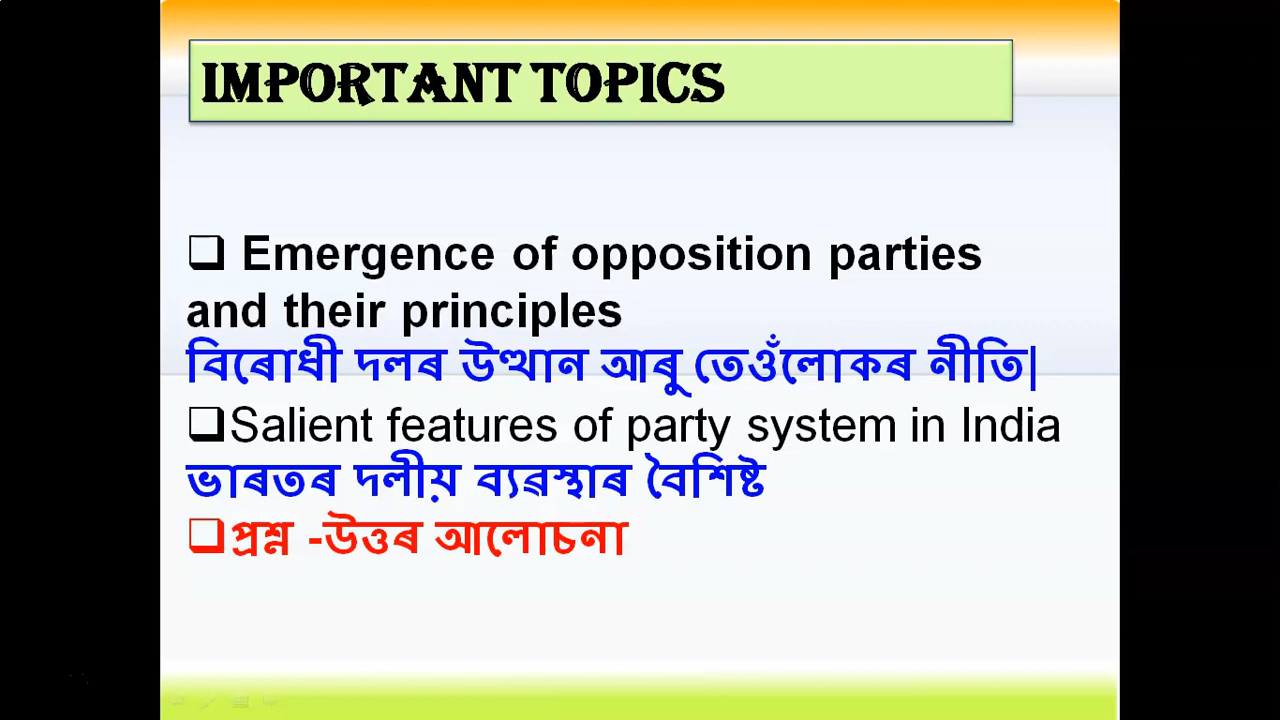 IMPORTANT TOPICS
Emergence of opposition parties
and their principles
বিৰোধী দলৰ উত্থান আৰু তেওঁলোকৰ নীতি|
Salient features of party system in India
ভাৰতৰ দলীয় ব্যৱস্থাৰ বৈশিষ্ট
প্ৰশ্ন -উত্তৰ আলোচনা